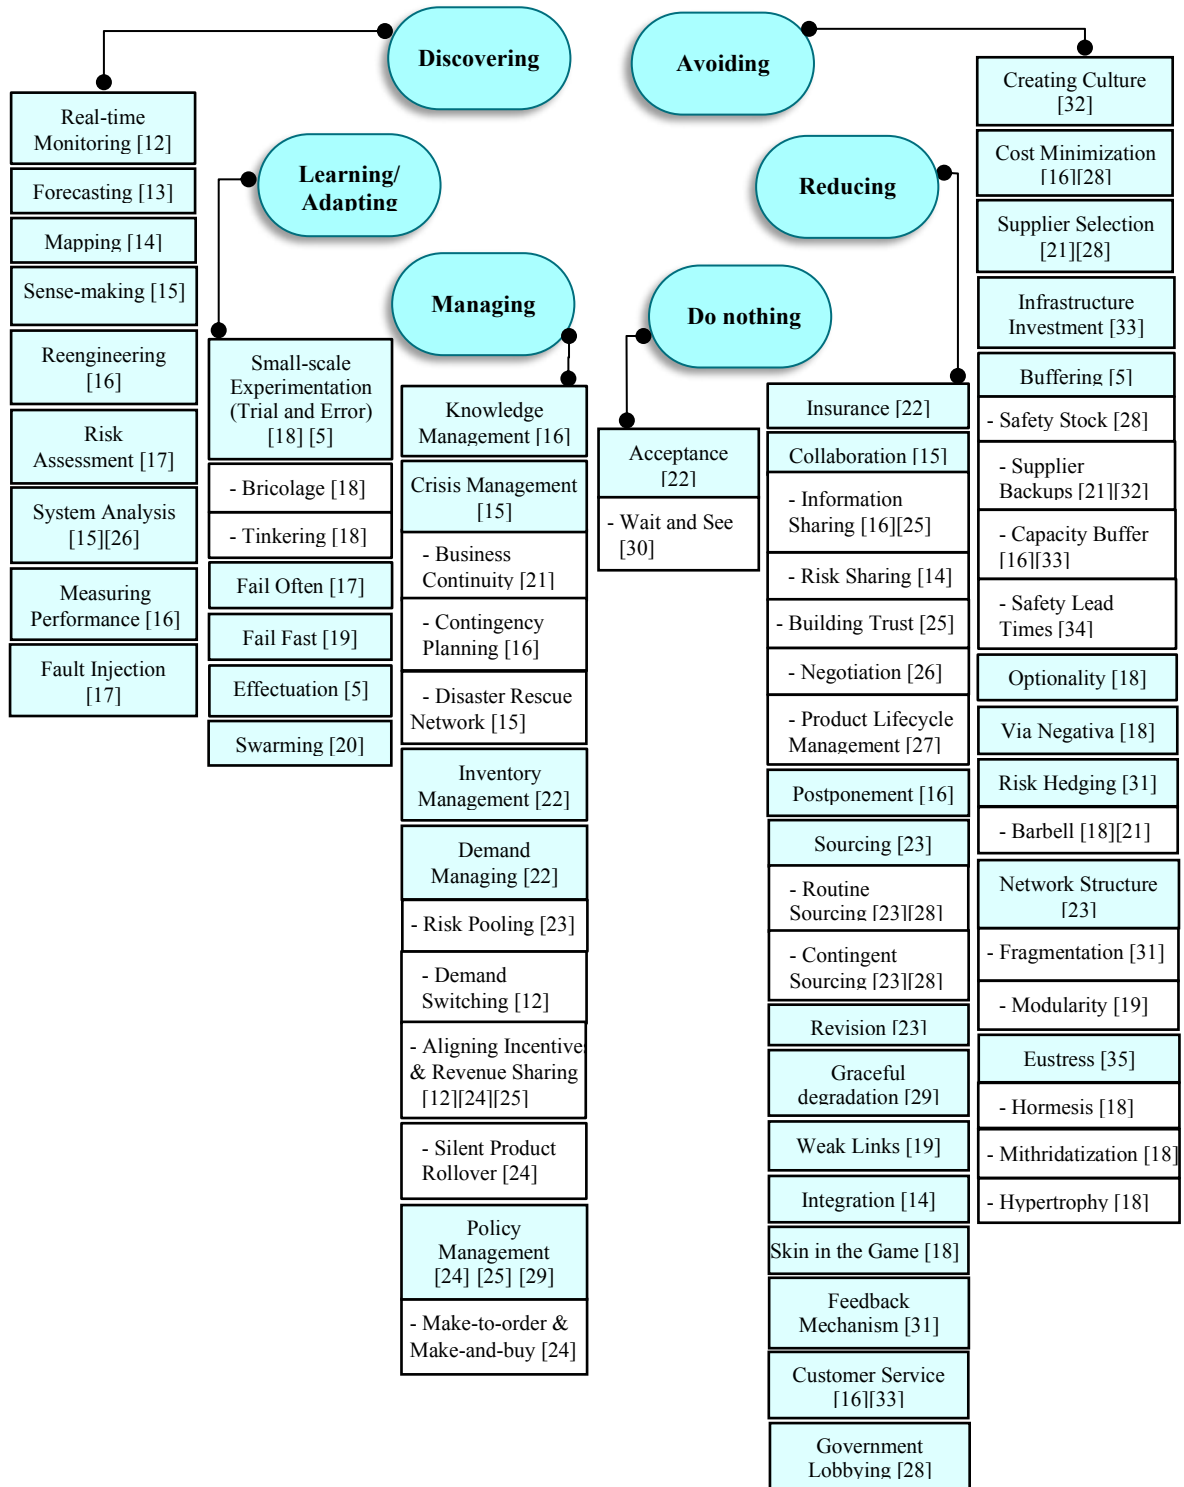 Discovering
Real-time
Monitoring [12]
Forecasting [13]
Mapping [14]
Sense-making [15]
Reengineering
[16]
Risk
Assessment [17]
System Analysis
[15][26]
Measuring
Performance [16]
Fault Injection
[17]
Learning/
Adapting
Small-scale
Experimentation
(Trial and Error)
[18] [5]
- Bricolage [18]
- Tinkering [18]
Fail Often [17]
Fail Fast [19]
Effectuation [5]
Swarming [20]
Managing
Knowledge
Management [16]
Crisis Management
[15]
- Business
Continuity [21]
- Contingency
Planning [16]
- Disaster Rescue
Network [15]
Inventory
Management [22]
Demand
Managing [22]
- Risk Pooling [23]
- Demand
Switching [12]
- Aligning Incentives
& Revenue Sharing
[12][24][25]
- Silent Product
Rollover [24]
Policy
Management
[24] [25] [29]
- Make-to-order &
Make-and-buy [24]
Do nothing
Acceptance
[22]
- Wait and See
[30]
Reducing
Insurance [22]
Collaboration [15]
- Information
Sharing [16][25]
- Risk Sharing [14]
- Building Trust [25]
- Negotiation [26]
- Product Lifecycle
Management [27]
Postponement [16]
Sourcing [23]
- Routine
Sourcing [23][28]
- Contingent
Sourcing [23][28]
Revision [23]
Graceful
degradation [29]
Weak Links [19]
Integration [14]
Skin in the Game [18]
Feedback
Mechanism [31]
Customer Service
[16][33]
Government
Lobbying [28]
Avoiding
Creating Culture
[32]
Cost Minimization
[16][28]
Supplier Selection
[21][28]
Infrastructure
Investment [33]
Buffering [5]
- Safety Stock [28]
- Supplier
Backups [21][32]
- Capacity Buffer
[16][33]
- Safety Lead
Times [34]
Optionality [18]
Via Negativa [18]
Risk Hedging [31]
- Barbell [18][21]
Network Structure
[23]
- Fragmentation [31]
- Modularity [19]
Eustress [35]
- Hormesis [18]
- Mithridatization [18]
- Hypertrophy [18]